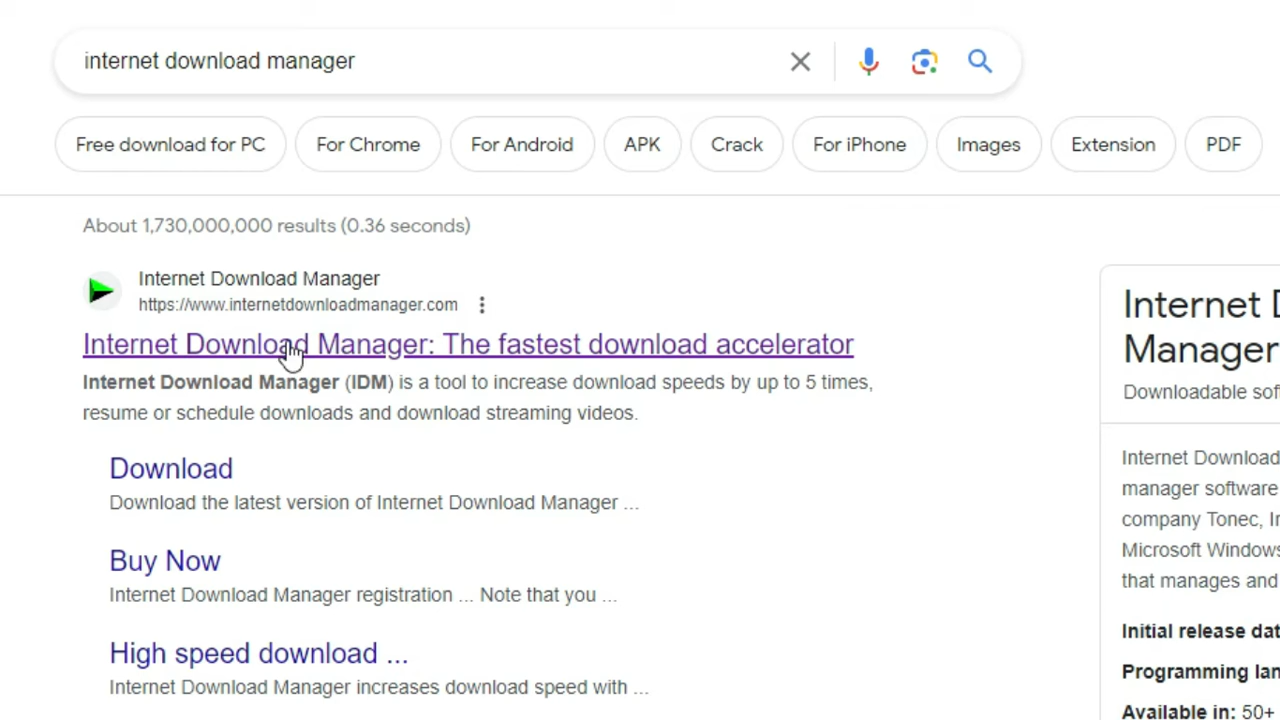 internet download manager
Free download for PC
For Chrome
For Android
APK
Crack
For iPhone
Images
Extension
PDF
About 1,730,000,000 results (0.36 seconds)
Internet Download Manager
https://www.internetdownloadmanager.com
Internet Download Manager: The fastest download accelerator
Internet Download Manager (IDM) is a tool to increase download speeds by up to 5 times,
resume or schedule downloads and download streaming videos.
Download
Download the latest version of Internet Download Manager ...
Buy Now
Internet Download Manager registration ... Note that you ...
High speed download ...
Internet Download Manager increases download speed with ...
Internet D
Manager
Downloadable sof
Internet Download
manager software
company Tonec, In
Microsoft Windows
that manages and
Initial release dat
Programming lan
Available in: 50+